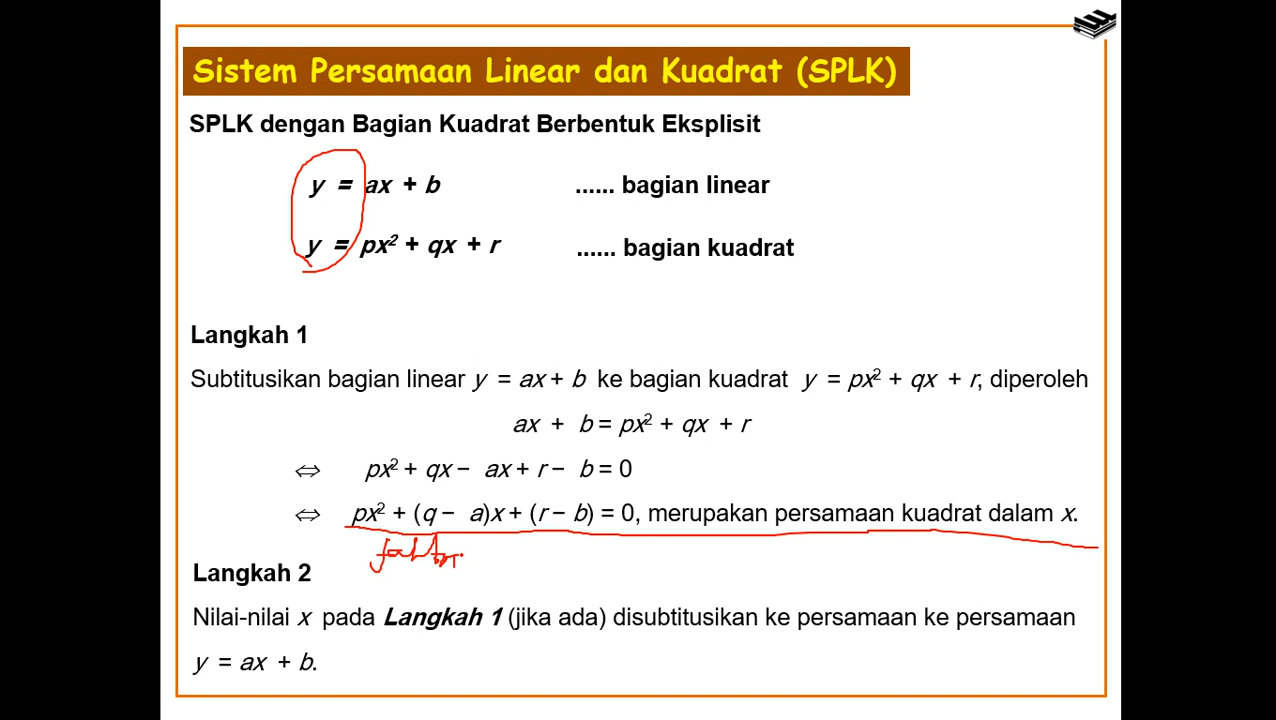 Sistem Persamaan Linear dan Kuadrat (SPLK)
SPLK dengan Bagian Kuadrat Berbentuk Eksplisit
y = ax + b ...... bagian linear
y = px² + qx + r ...... bagian kuadrat
Langkah 1
Subtitusikan bagian linear y = ax + b ke bagian kuadrat y = px² + qx + r, diperoleh
ax + b = px² + qx + r
⇔ px² + qx − ax + r − b = 0
⇔ px² + (q − a)x + (r − b) = 0, merupakan persamaan kuadrat dalam x.
Langkah 2
Nilai-nilai x pada Langkah 1 (jika ada) disubtitusikan ke persamaan ke persamaan
y = ax + b.